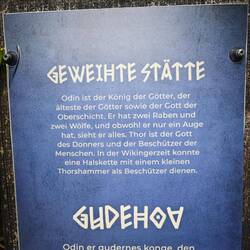 GEWEIHTE STÄTTE
Odin ist der König der Götter, der
älteste der Götter sowie der Gott der
Oberschicht. Er hat zwei Raben und
zwei Wölfe, und obwohl er nur ein Auge
hat, sieht er alles. Thor ist der Gott
des Donners und der Beschützer der
Menschen. In der Wikingerzeit konnte
eine Halskette mit einem kleinen
Thorshammer als Beschützer dienen.
GUDEHOV
Odin er gudernes konge, den